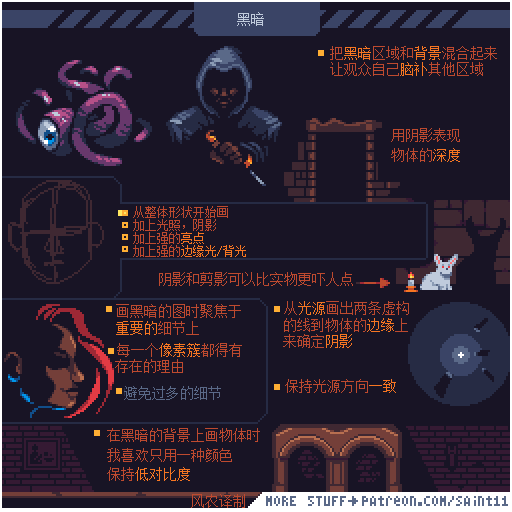 黑暗
把黑暗区域和背景混合起来
让观众自己脑补其他区域
用阴影表现
物体的深度
从整体形状开始画
加上光照，阴影
加上强的亮点
加上强的边缘光/背光
阴影和剪影可以比实物更吓人点
画黑暗的图时聚焦于
重要的细节上
每一个像素簇都得有
存在的理由
避免过多的细节
从光源画出两条虚构
的线到物体的边缘上
来确定阴影
保持光源方向一致
在黑暗的背景上画物体时
我喜欢只用一种颜色
保持低对比度
风农译制
MORE STUFF→PATREON.COM/SAINT11